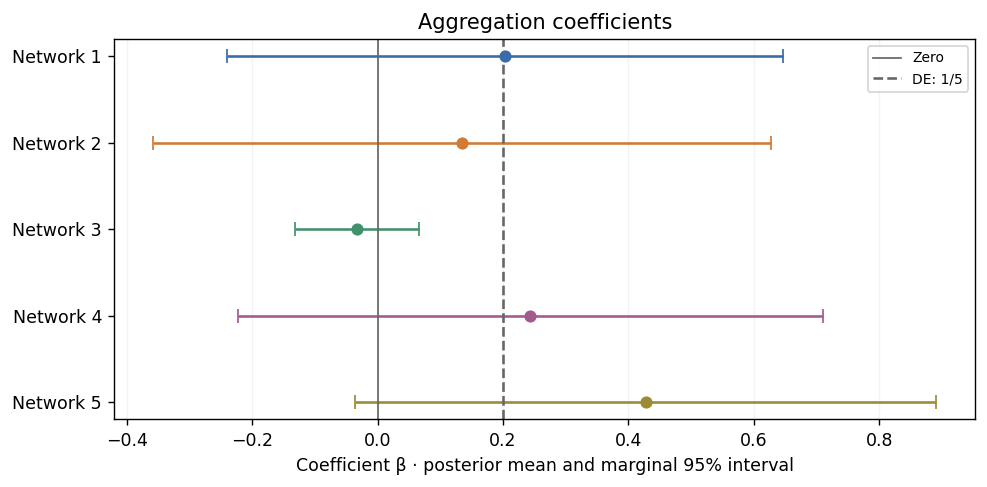 Aggregation coefficients
Network 1
Network 2
Network 3
Network 4
Network 5
Zero
DE: 1/5
−0.4 −0.2 0.0 0.2 0.4 0.6 0.8
Coefficient β · posterior mean and marginal 95% interval